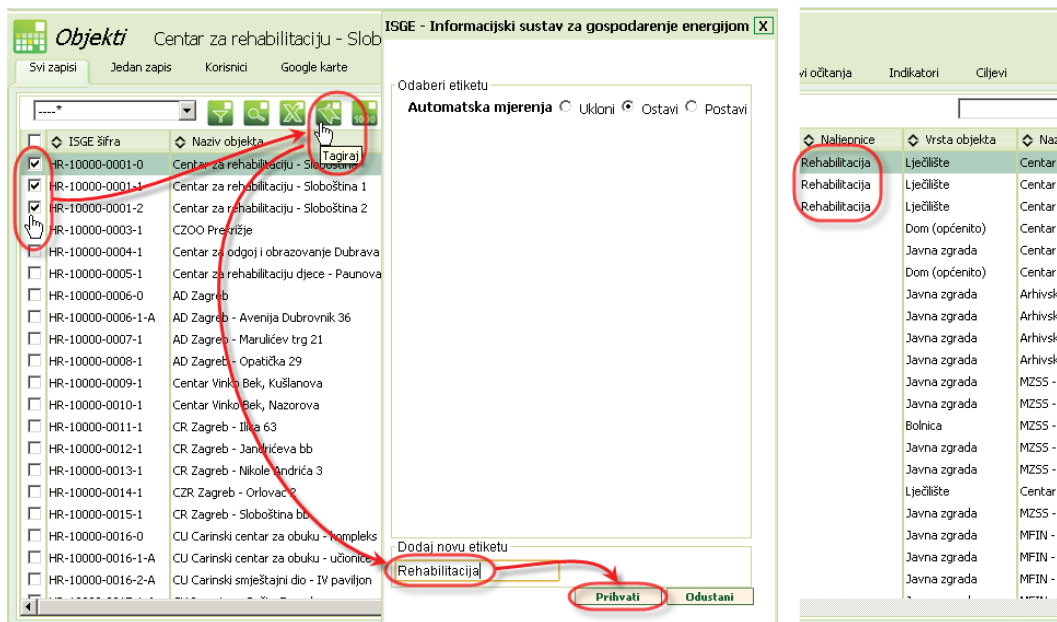 Objekti Centar za rehabilitaciju - Slob
Svi zapisi Jedan zapis Korisnici Google karte
----*
1000
Tagiraj
ISGE šifra Naziv objekta
HR-10000-0001-0 Centar za rehabilitaciju - Sloboština
HR-10000-0001-1 Centar za rehabilitaciju - Sloboština 1
HR-10000-0001-2 Centar za rehabilitaciju - Sloboština 2
HR-10000-0003-1 CZOO Prekrižje
HR-10000-0004-1 Centar za odgoj i obrazovanje Dubrava
HR-10000-0005-1 Centar za rehabilitaciju djece - Paunova
HR-10000-0006-0 AD Zagreb
HR-10000-0006-1-A AD Zagreb - Avenija Dubrovnik 36
HR-10000-0007-1 AD Zagreb - Marulićev trg 21
HR-10000-0008-1 AD Zagreb - Opatička 29
HR-10000-0009-1 Centar Vinko Bek, Kušlanova
HR-10000-0010-1 Centar Vinko Bek, Nazorova
HR-10000-0011-1 CR Zagreb - Ilica 63
HR-10000-0012-1 CR Zagreb - Jandrićeva bb
HR-10000-0013-1 CR Zagreb - Nikole Andrića 3
HR-10000-0014-1 CZR Zagreb - Orlovac 2
HR-10000-0015-1 CR Zagreb - Sloboština bb
HR-10000-0016-0 CU Carinski centar za obuku - kompleks
HR-10000-0016-1-A CU Carinski centar za obuku - učionice
HR-10000-0016-2-A CU Carinski smještajni dio - IV paviljon
ISGE - Informacijski sustav za gospodarenje energijom X
Odaberi etiketu
Automatska mjerenja Ukloni Ostavi Postavi
Dodaj novu etiketu
Rehabilitacija
Prihvati Odustani
vi očitanja Indikatori Ciljevi
Naljepnice Vrsta objekta Naz
Rehabilitacija Lječilište Centar
Rehabilitacija Lječilište Centar
Rehabilitacija Lječilište Centar
Dom (općenito) Centar
Javna zgrada Centar
Dom (općenito) Centar
Javna zgrada Arhivsk
Javna zgrada Arhivsk
Javna zgrada Arhivsk
Javna zgrada Arhivsk
Javna zgrada MZSS -
Javna zgrada MZSS -
Bolnica MZSS -
Javna zgrada MZSS -
Javna zgrada MZSS -
Lječilište Centar
Javna zgrada MZSS -
Javna zgrada MFIN -
Javna zgrada MFIN -
Javna zgrada MFIN -